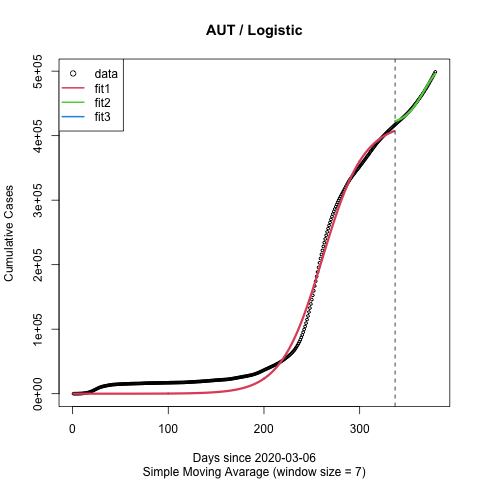 AUT / Logistic
data
fit1
fit2
fit3
Cumulative Cases
0e+00
1e+05
2e+05
3e+05
4e+05
5e+05
0
100
200
300
Days since 2020-03-06
Simple Moving Avarage (window size = 7)